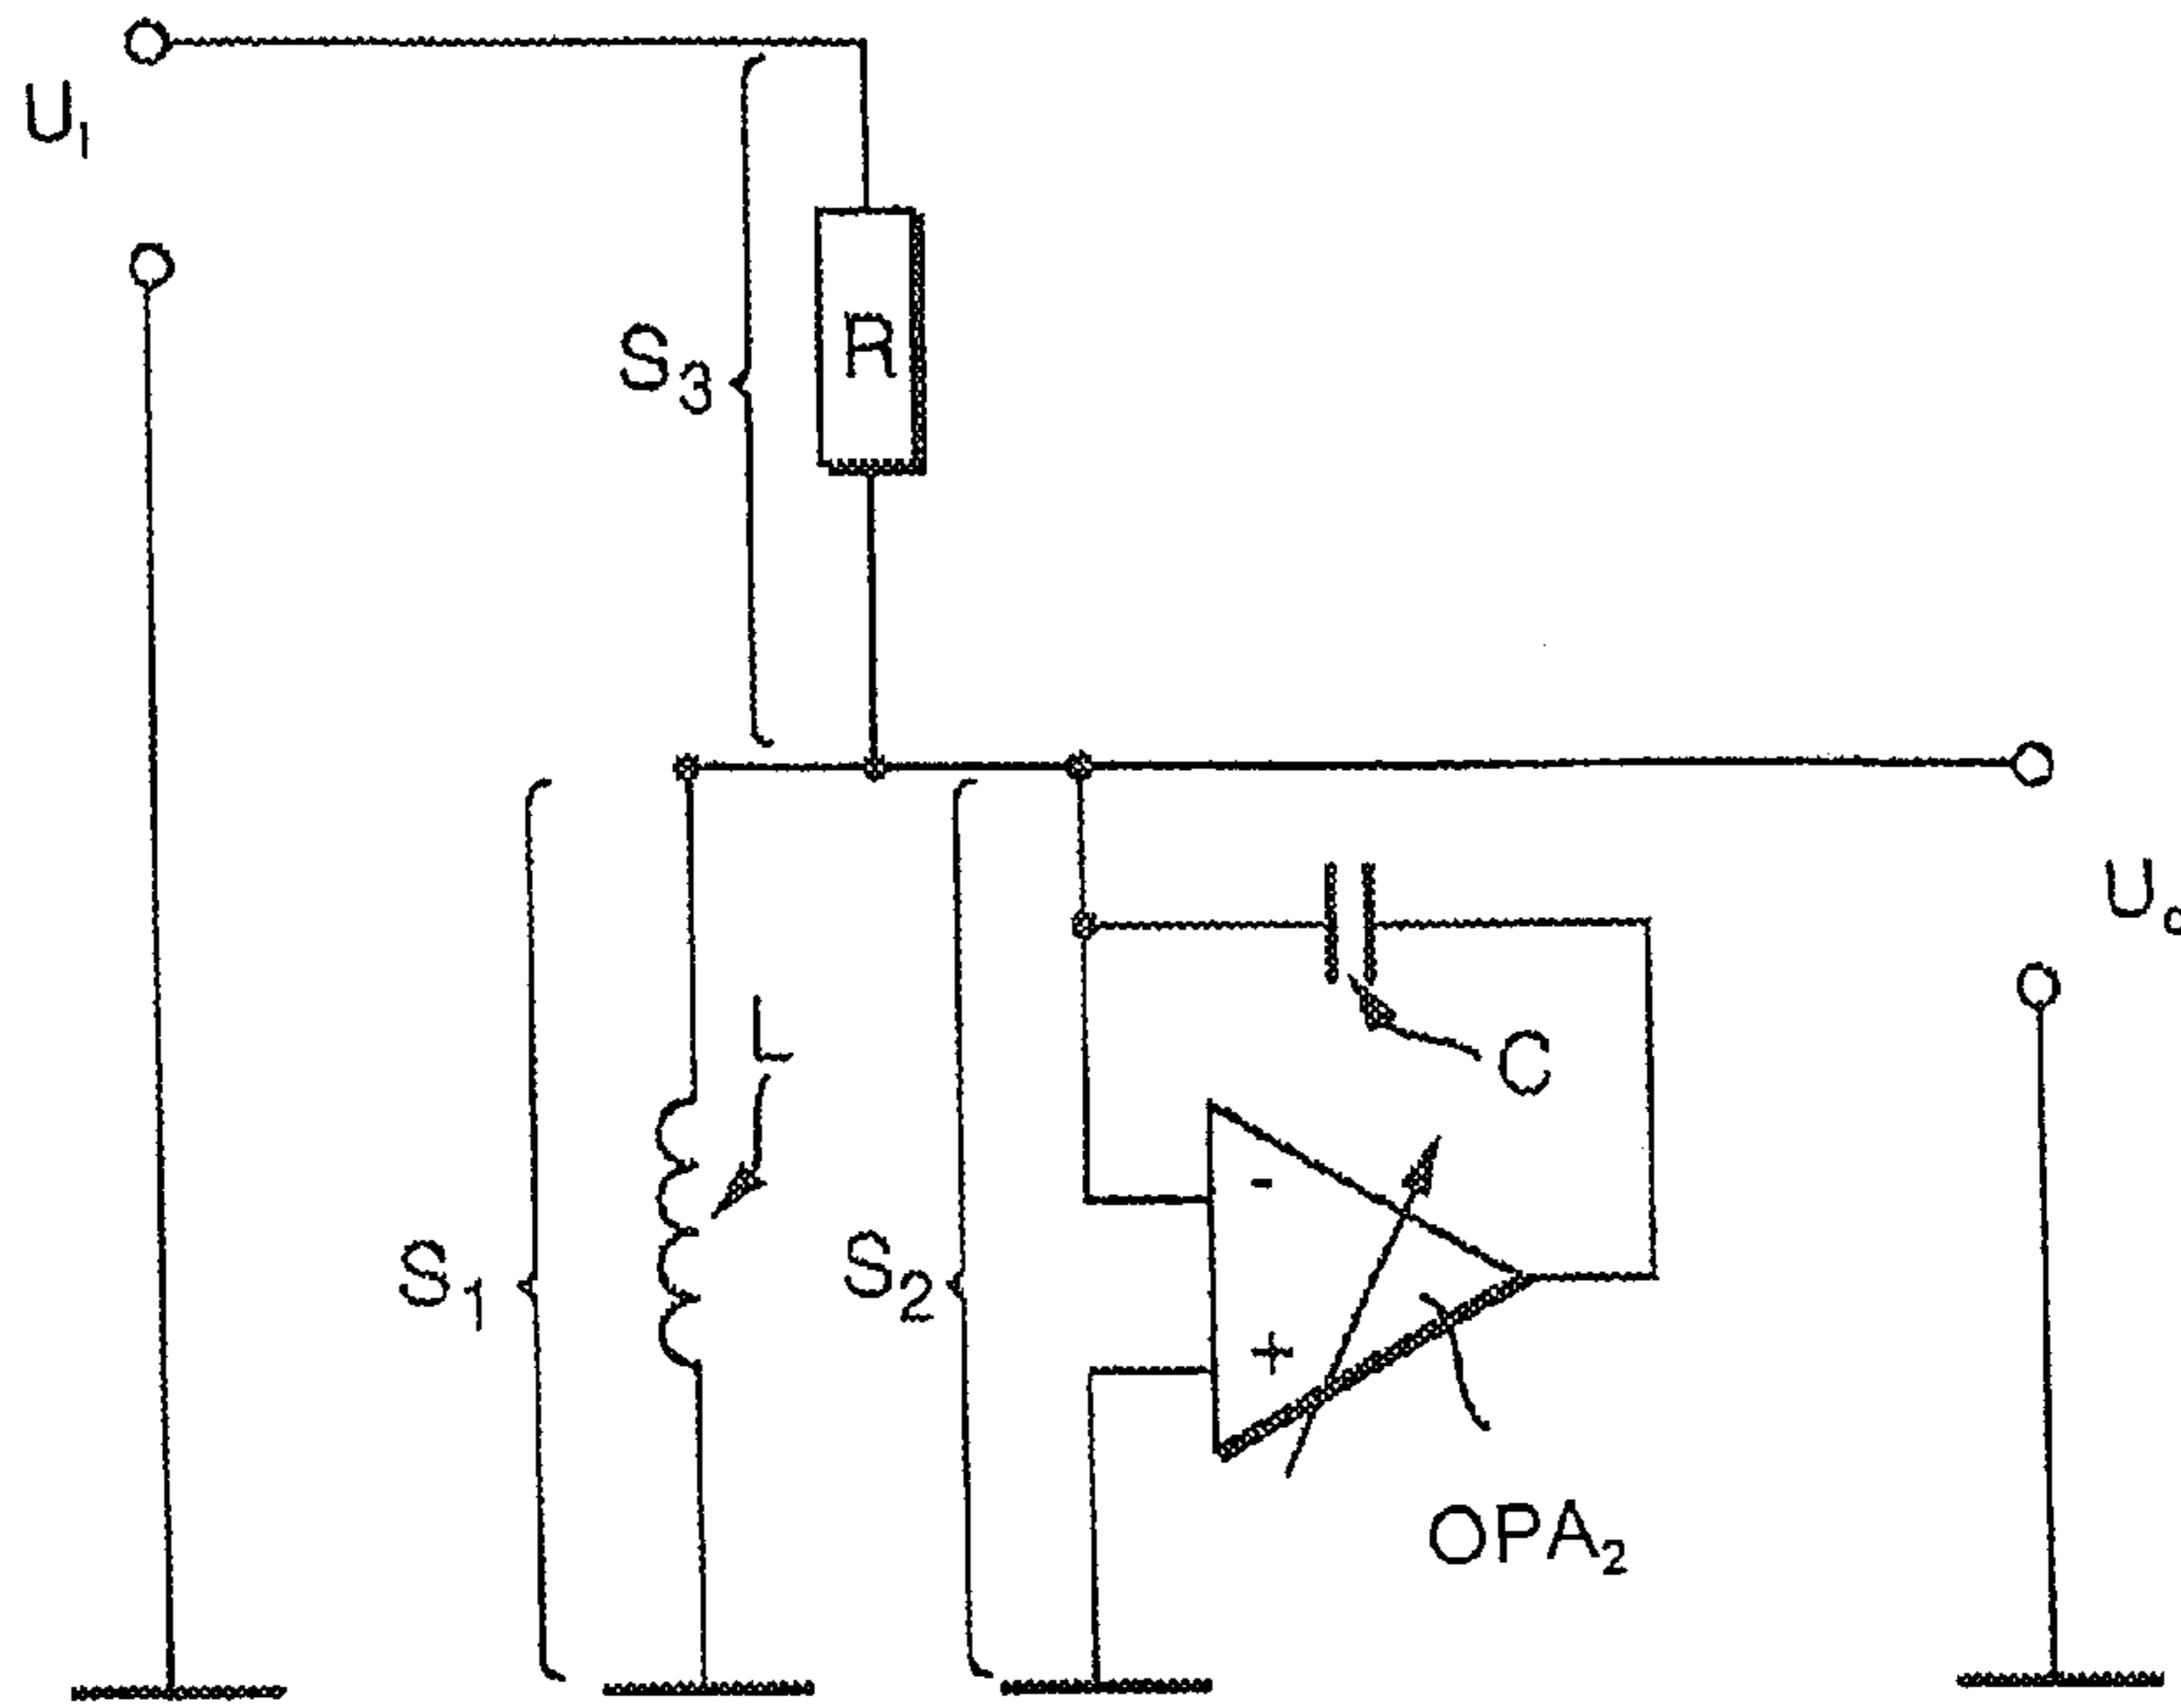 U₁
S₃
R
Uₒ
L
C
-
S₁
S₂
+
OPA₂